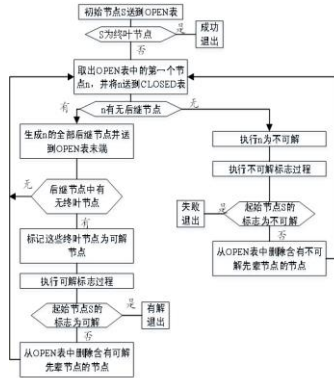 初始节点S送到OPEN表
S为终叶节点
是
成功
退出
否
取出OPEN表中的第一个节
点n,并将n送到CLOSED表
有
n有无后继节点
无
生成n的全部后继节点并送
到OPEN表末端
无
后继节点中有
无终叶节点
有
标记这些终叶节点为可解
节点
执行可解标志过程
起始节点S的
标志为可解
是
有解
退出
否
从OPEN表中删除含有可解
先辈节点的节点
执行n为不可解
执行不可解标志过程
失败
退出
是
起始节点S的
标志为不可解
否
从OPEN表中删除含有不可
解先辈节点的节点